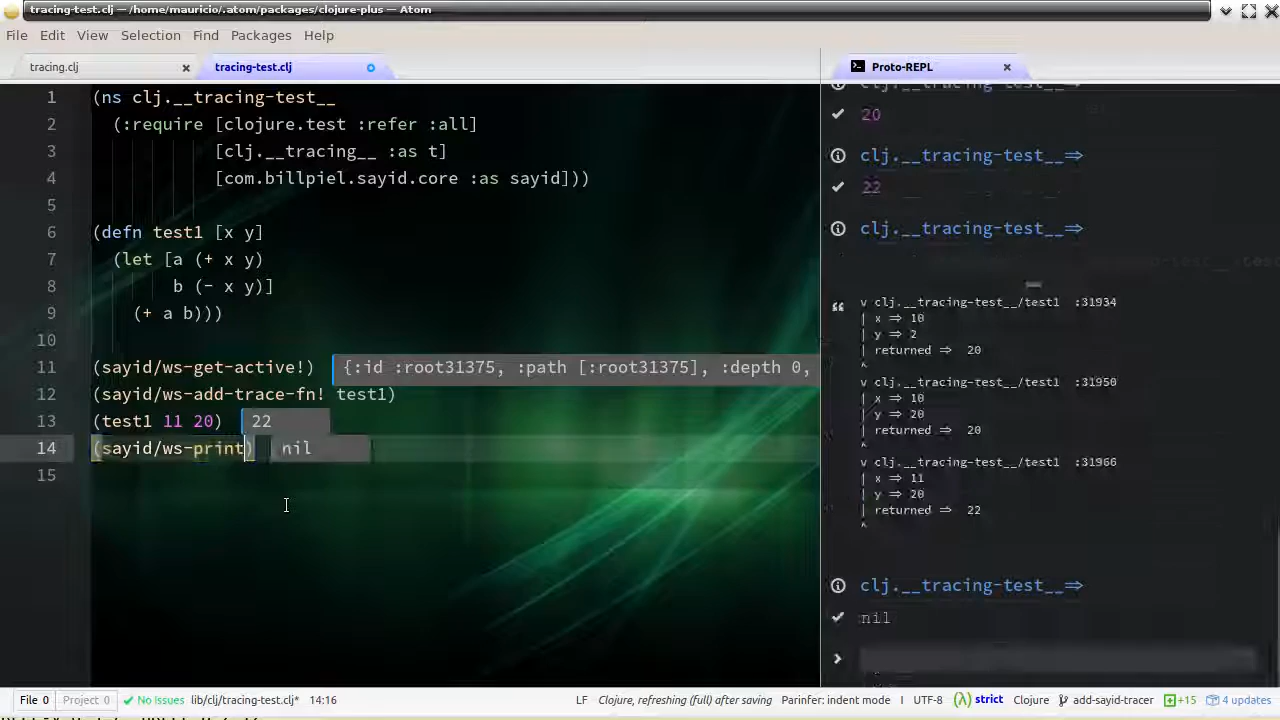 tracing-test.clj — /home/mauricio/.atom/packages/clojure-plus — Atom
File Edit View Selection Find Packages Help
tracing.clj
tracing-test.clj
Proto-REPL
1 (ns clj.__tracing-test__
2 (:require [clojure.test :refer :all]
3 [clj.__tracing__ :as t]
4 [com.billpiel.sayid.core :as sayid]))
5
6 (defn test1 [x y]
7 (let [a (+ x y)
8 b (- x y)]
9 (+ a b)))
10
11 (sayid/ws-get-active!) {:id :root31375, :path [:root31375], :depth 0,
12 (sayid/ws-add-trace-fn! test1)
13 (test1 11 20) 22
14 (sayid/ws-print) nil
15
20
clj.__tracing-test__=>
22
clj.__tracing-test__=>
v clj.__tracing-test__/test1 :31934
| x => 10
| y => 2
| returned => 20
^
v clj.__tracing-test__/test1 :31950
| x => 10
| y => 20
| returned => 20
^
v clj.__tracing-test__/test1 :31966
| x => 11
| y => 20
| returned => 22
^
clj.__tracing-test__=>
nil
File 0 Project 0 No Issues lib/clj/tracing-test.clj* 14:16 LF Clojure, refreshing (full) after saving Parinfer: indent mode UTF-8 (λ) strict Clojure add-sayid-tracer +15 4 updates